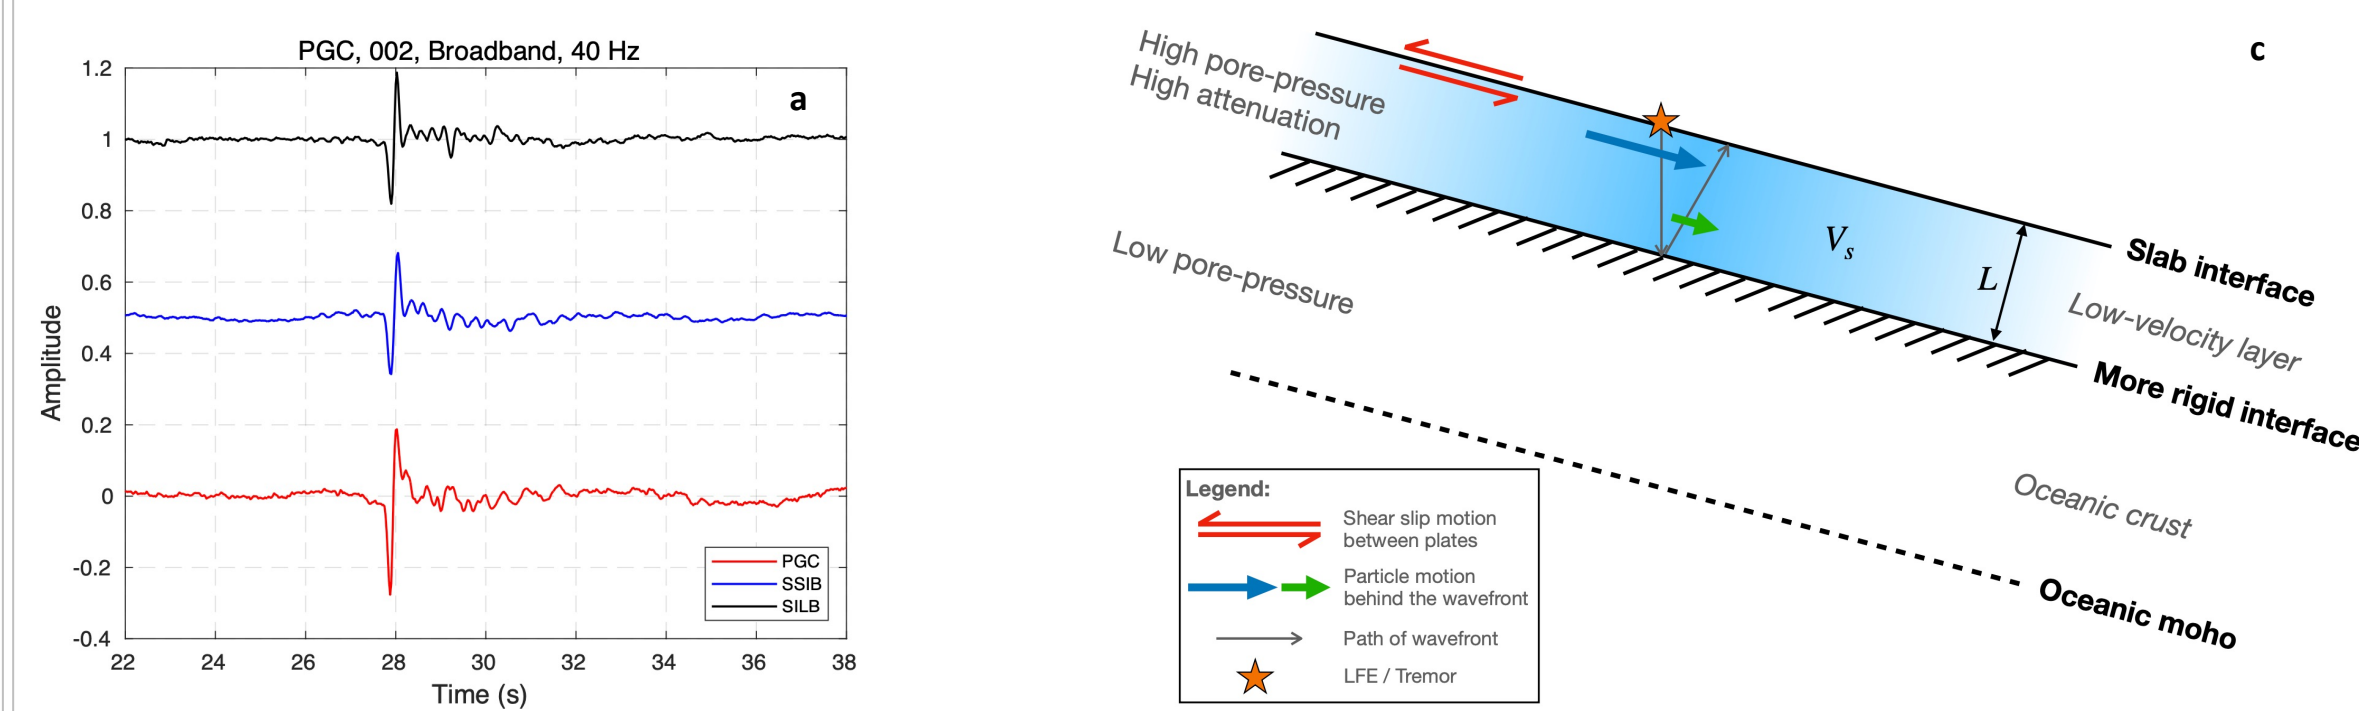 PGC, 002, Broadband, 40 Hz
a
1.2
1
0.8
0.6
0.4
0.2
0
-0.2
-0.4
Amplitude
22 24 26 28 30 32 34 36 38
Time (s)
PGC
SSIB
SILB
c
High pore-pressure
High attenuation
Low pore-pressure
Vs
L
Slab interface
Low-velocity layer
More rigid interface
Oceanic crust
Oceanic moho
Legend:
Shear slip motion
between plates
Particle motion
behind the wavefront
Path of wavefront
LFE / Tremor